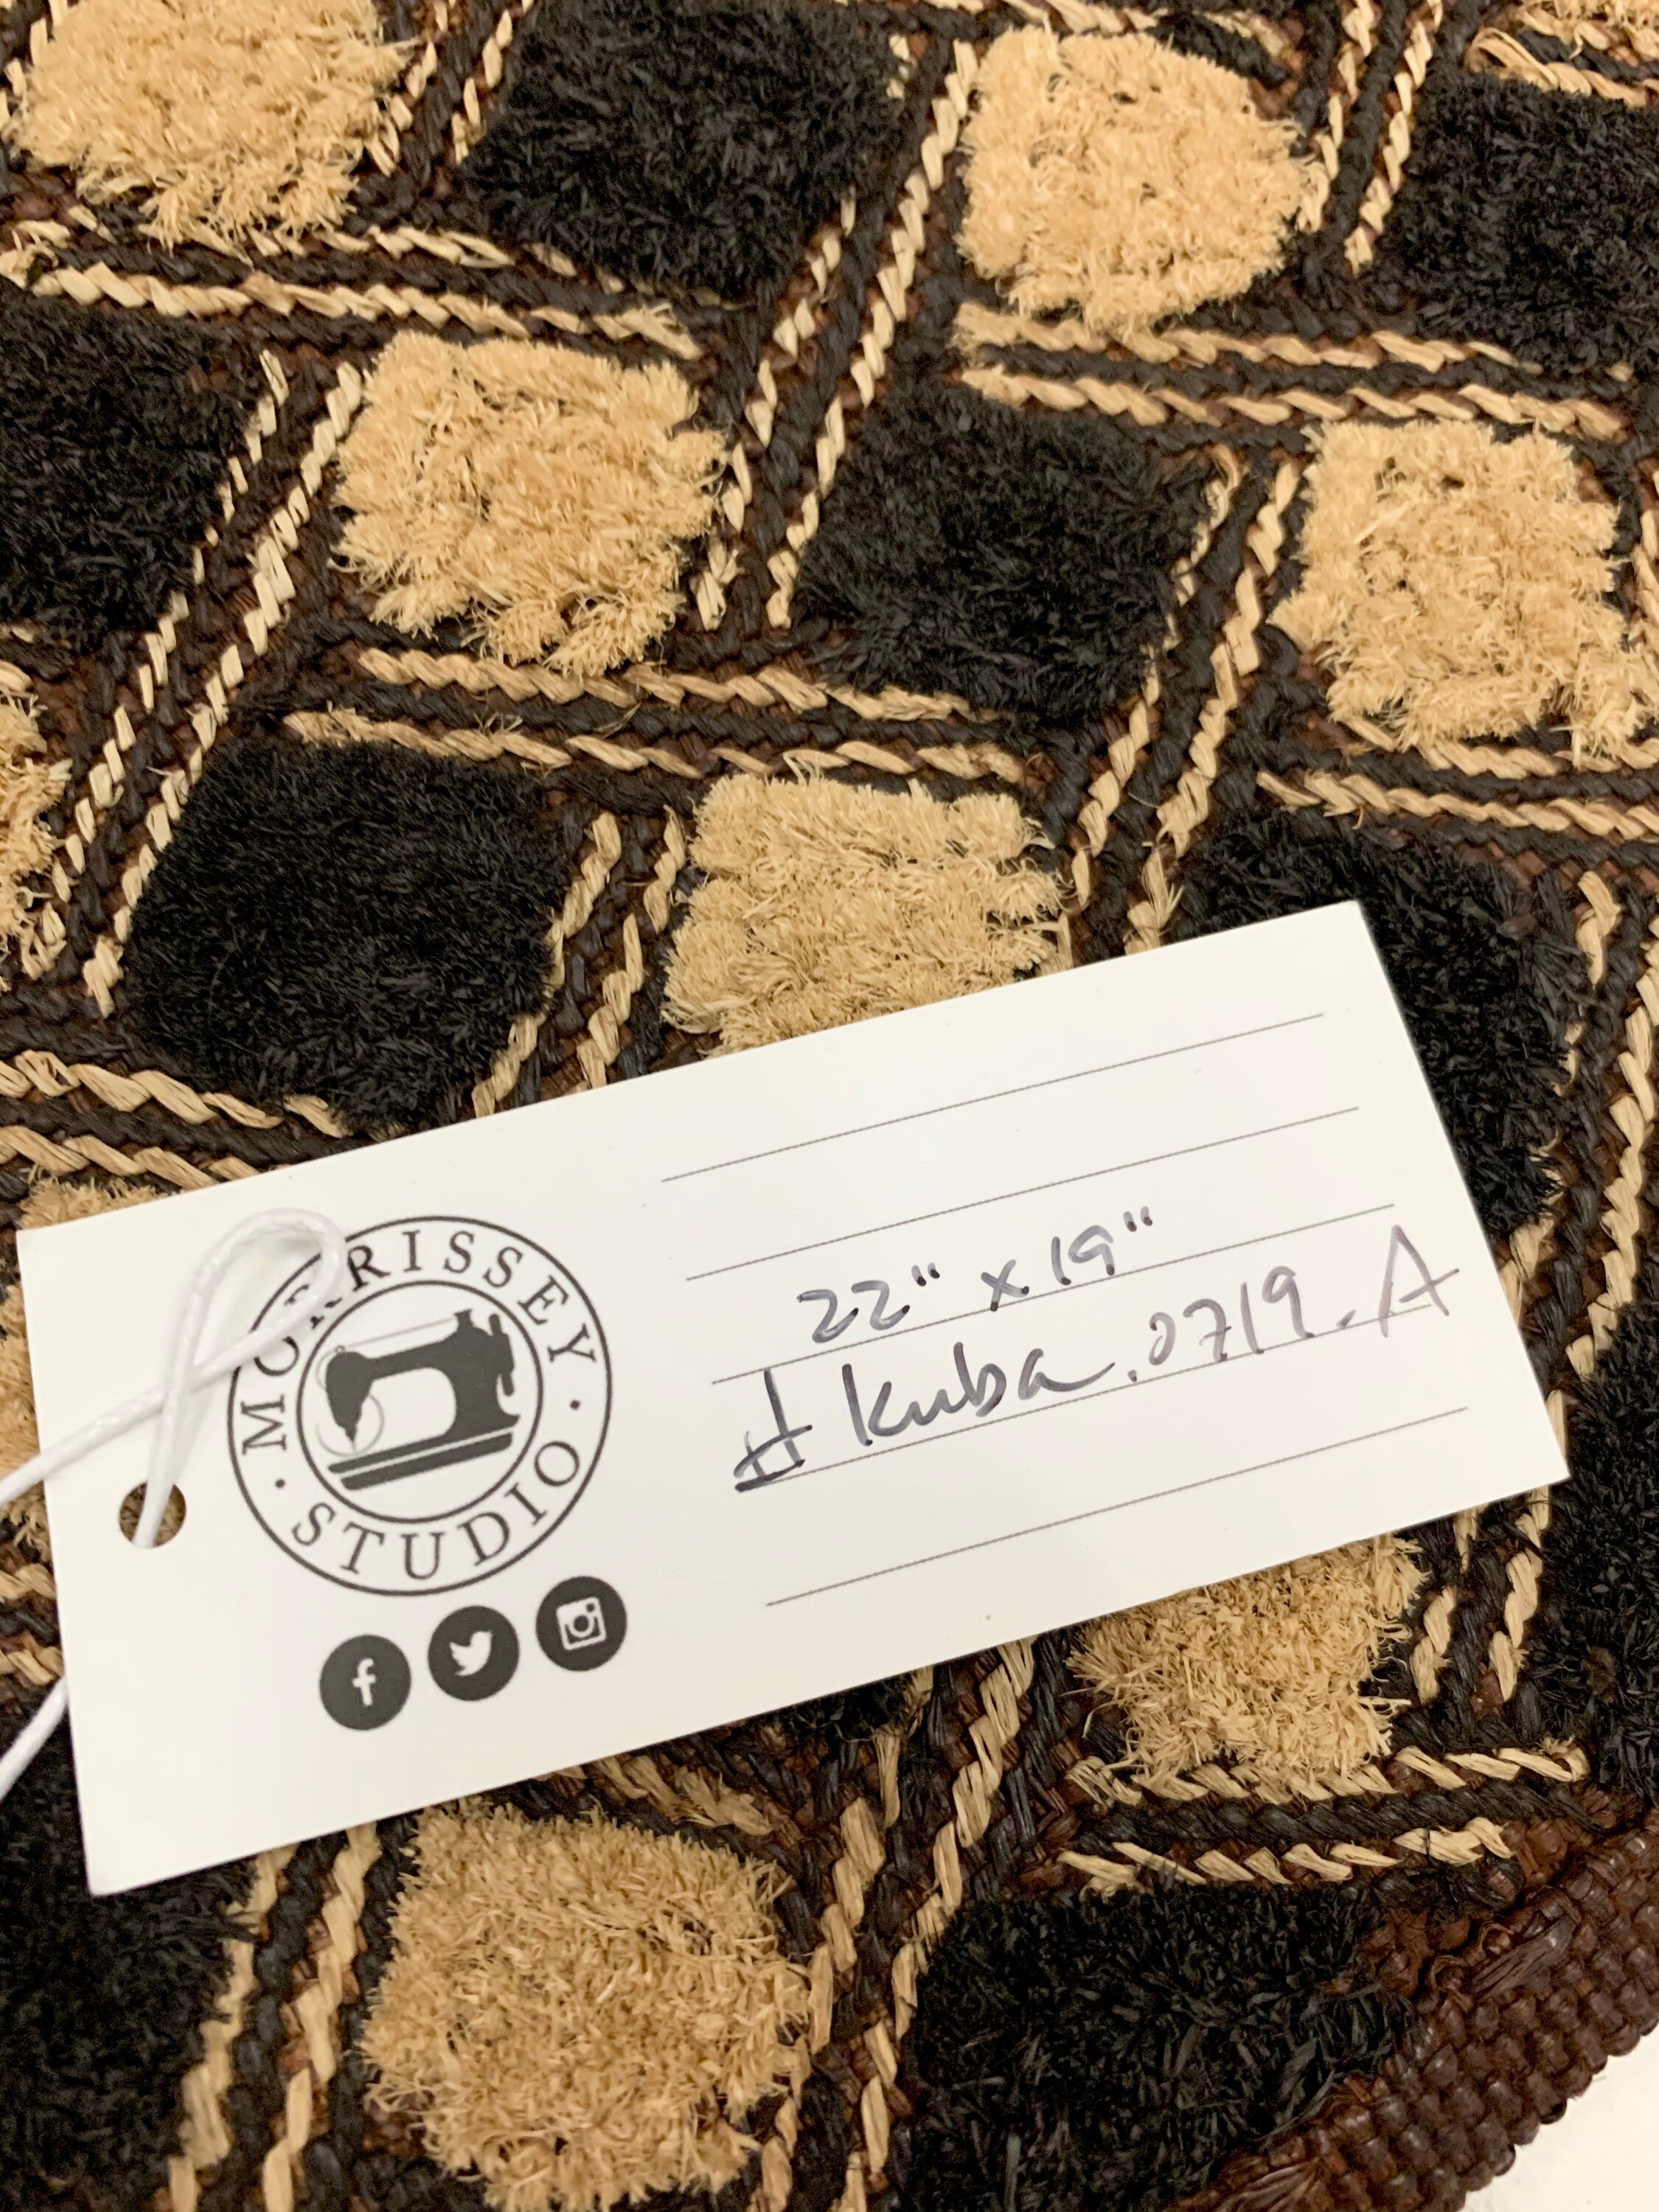 MORRISSEY
· STUDIO ·
22" x 19"
# Kuba.0719.A